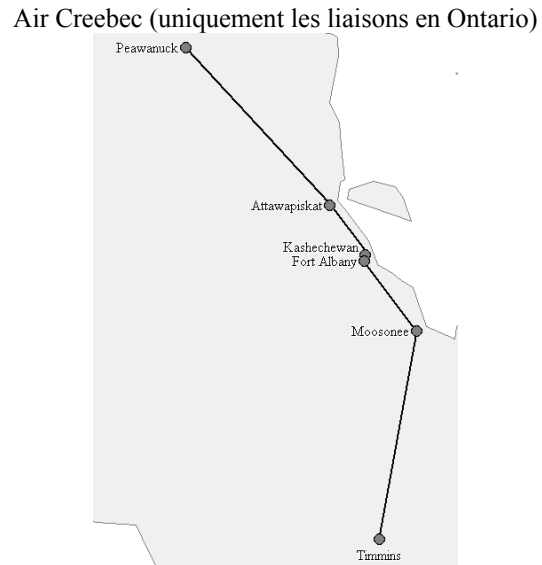 Air Creebec (uniquement les liaisons en Ontario)
Peawanuck
Attawapiskat
Kashechewan
Fort Albany
Moosonee
Timmins